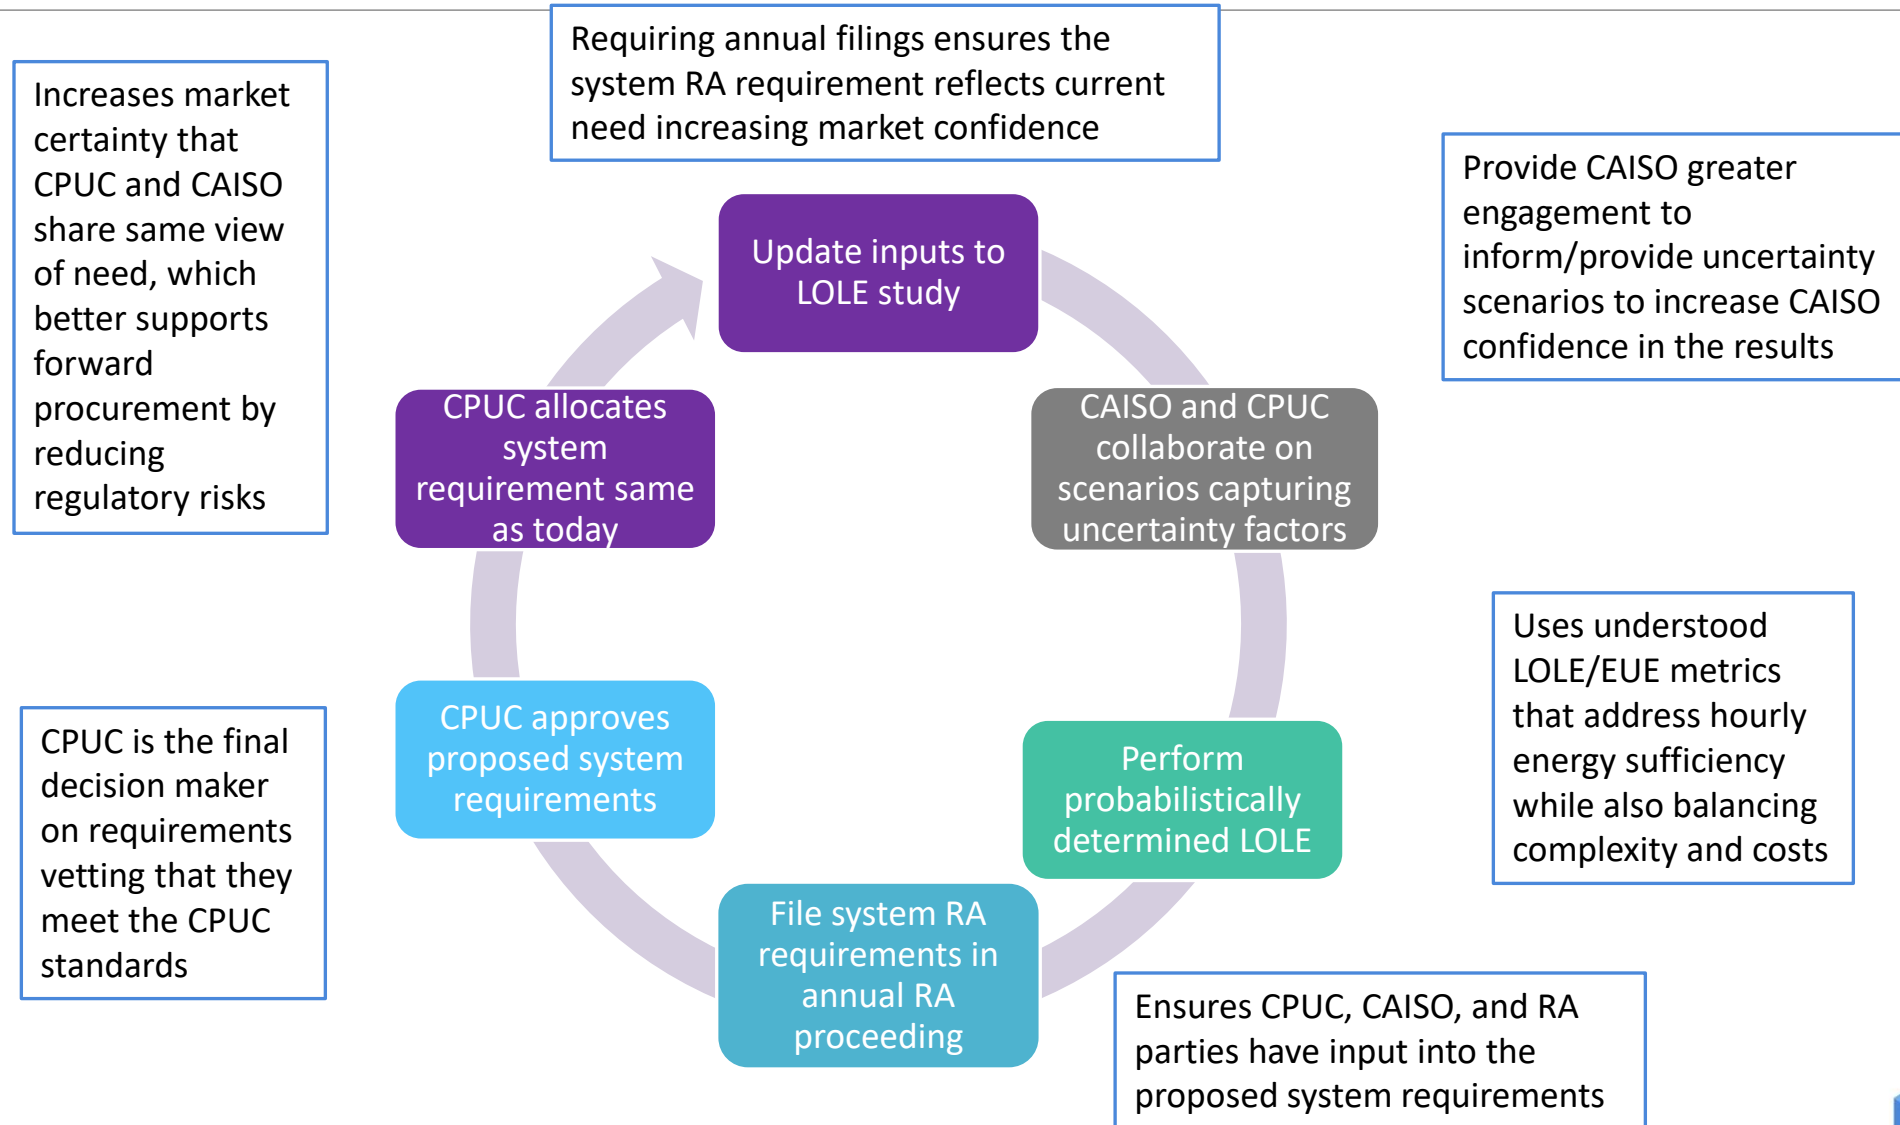 Requiring annual filings ensures the
system RA requirement reflects current
need increasing market confidence
Increases market
certainty that
CPUC and CAISO
share same view
of need, which
better supports
forward
procurement by
reducing
regulatory risks
Provide CAISO greater
engagement to
inform/provide uncertainty
scenarios to increase CAISO
confidence in the results
Update inputs to
LOLE study
CPUC allocates
system
requirement same
as today
CAISO and CPUC
collaborate on
scenarios capturing
uncertainty factors
Uses understood
LOLE/EUE metrics
that address hourly
energy sufficiency
while also balancing
complexity and costs
CPUC approves
proposed system
requirements
Perform
probabilistically
determined LOLE
CPUC is the final
decision maker
on requirements
vetting that they
meet the CPUC
standards
File system RA
requirements in
annual RA
proceeding
Ensures CPUC, CAISO, and RA
parties have input into the
proposed system requirements